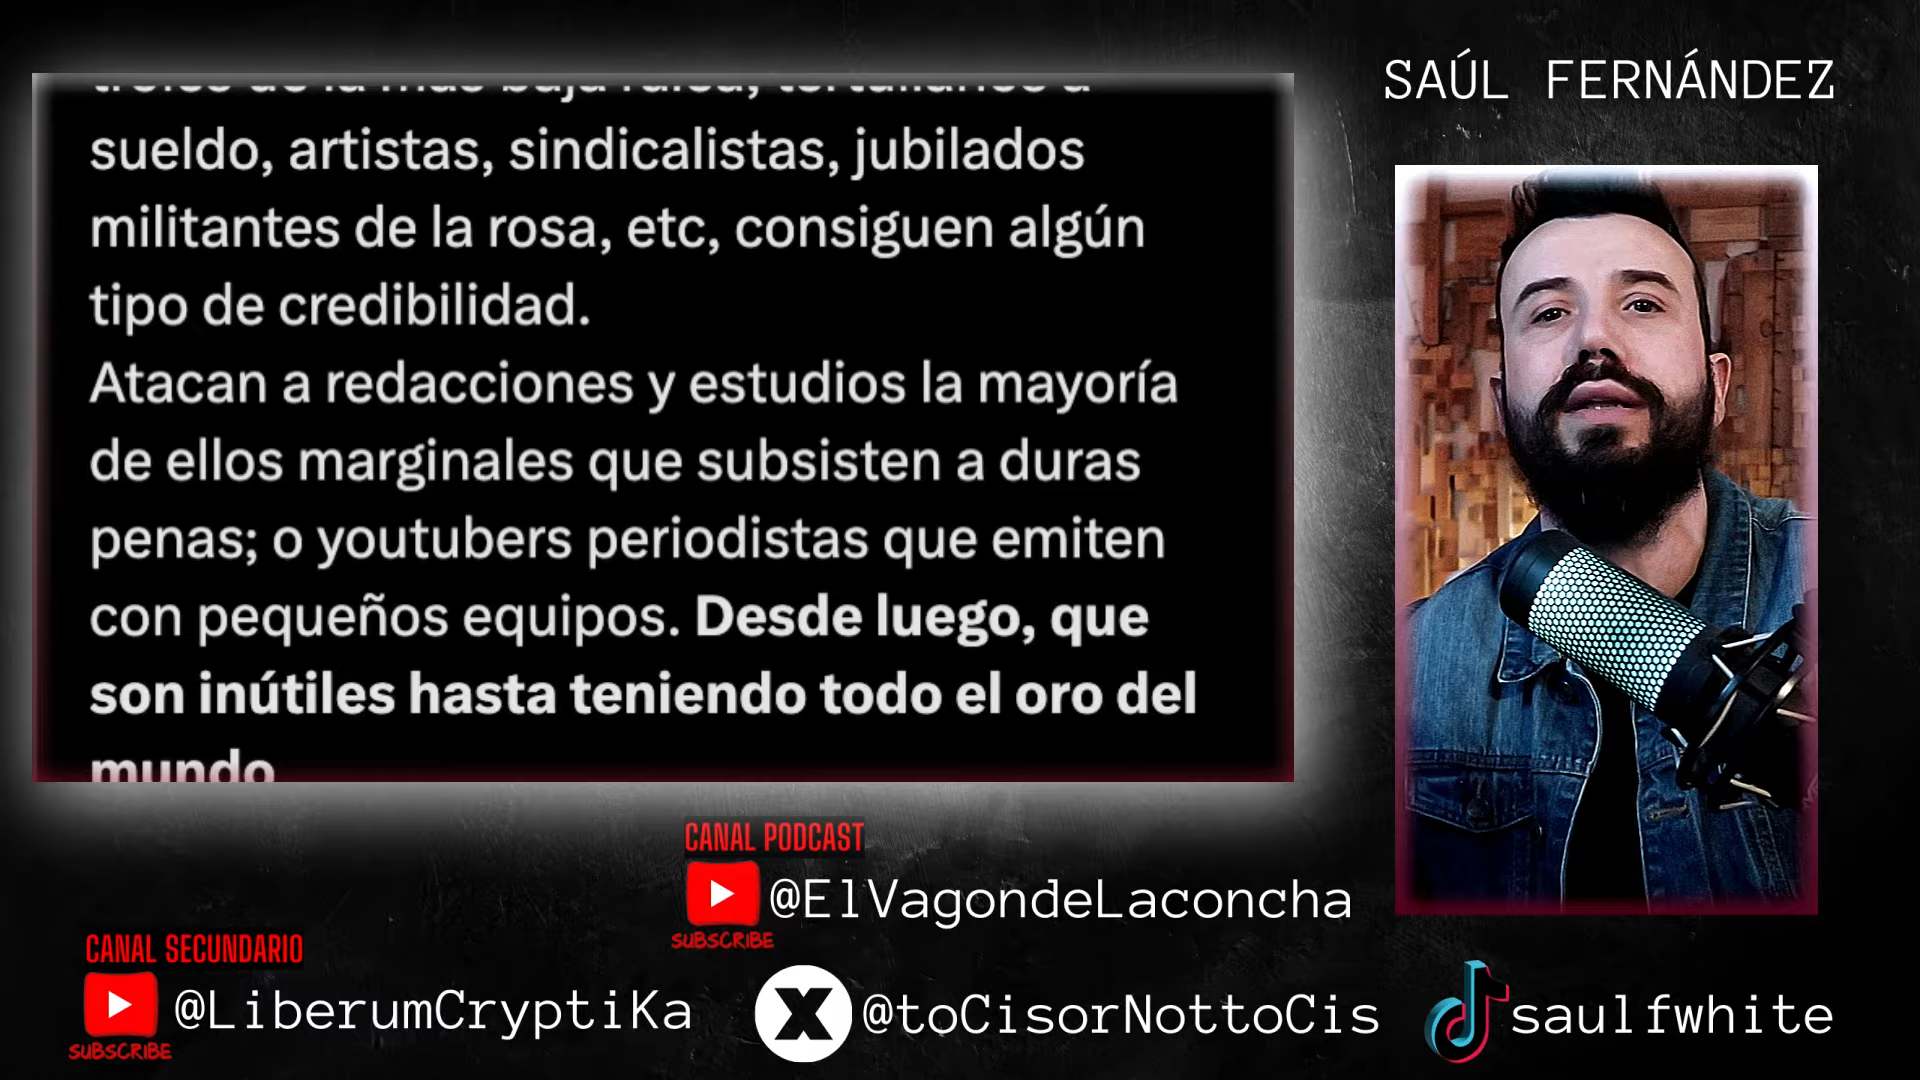 SAÚL FERNÁNDEZ
sueldo, artistas, sindicalistas, jubilados
militantes de la rosa, etc, consiguen algún
tipo de credibilidad.
Atacan a redacciones y estudios la mayoría
de ellos marginales que subsisten a duras
penas; o youtubers periodistas que emiten
con pequeños equipos. Desde luego, que
son inútiles hasta teniendo todo el oro del
mundo
CANAL PODCAST
@ElVagondeLaconcha
SUBSCRIBE
CANAL SECUNDARIO
@LiberumCryptiKa
SUBSCRIBE
@toCisorNottoCis
saulfwhite